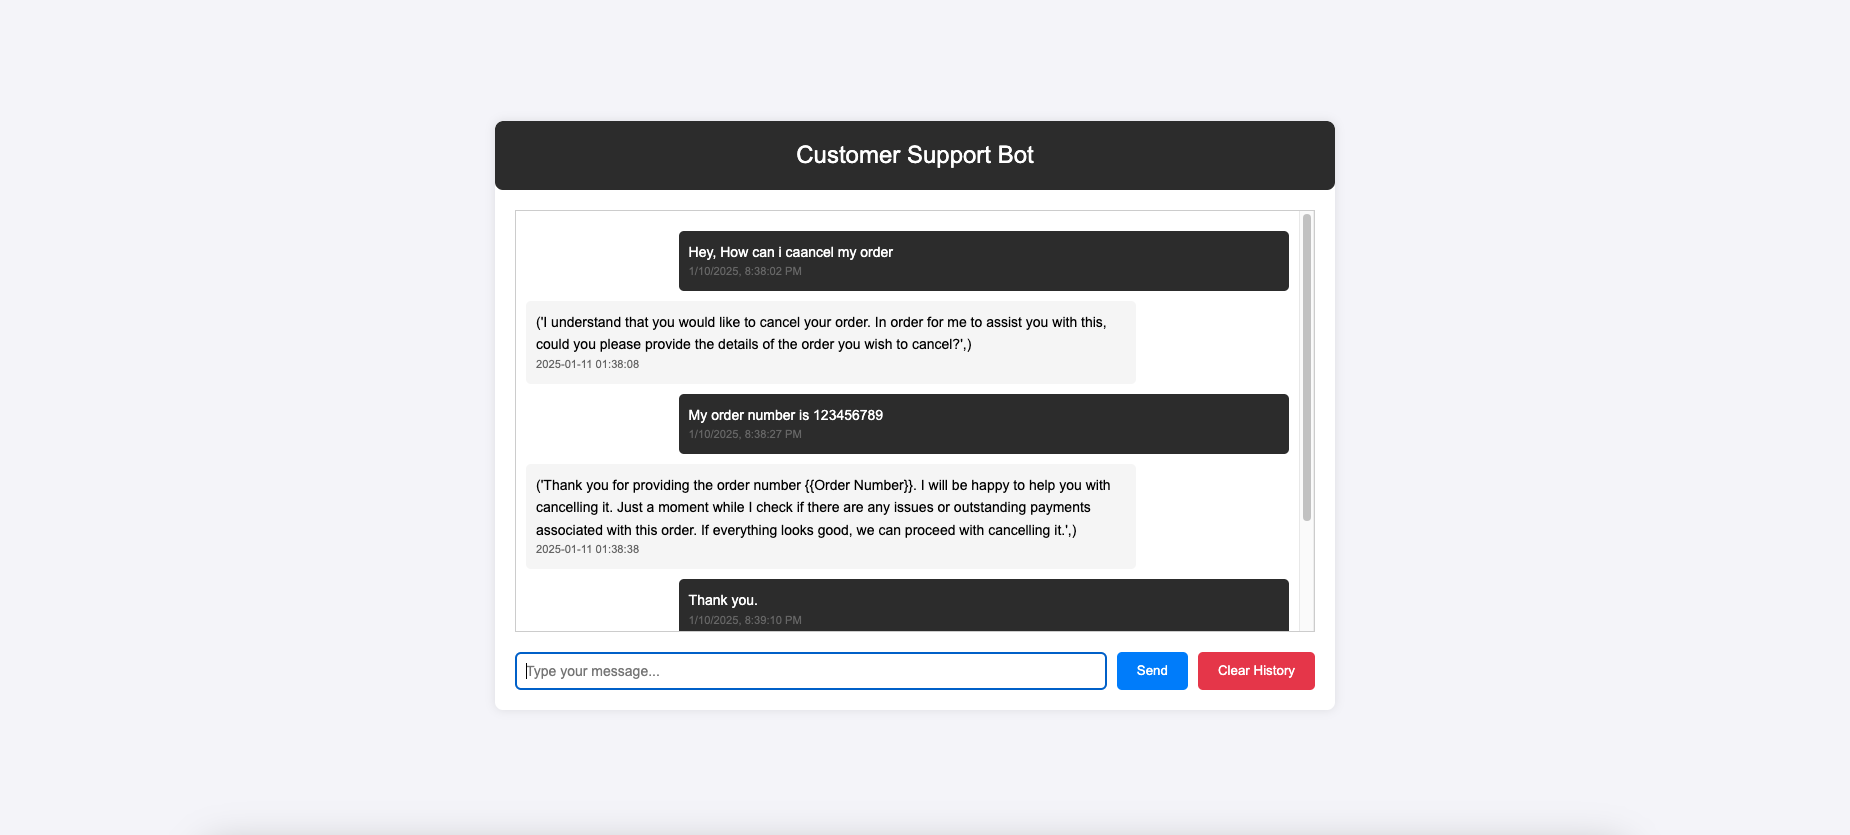 Customer Support Bot
Hey, How can i caancel my order
1/10/2025, 8:38:02 PM
('I understand that you would like to cancel your order. In order for me to assist you with this,
could you please provide the details of the order you wish to cancel?',)
2025-01-11 01:38:08
My order number is 123456789
1/10/2025, 8:38:27 PM
('Thank you for providing the order number {{Order Number}}. I will be happy to help you with
cancelling it. Just a moment while I check if there are any issues or outstanding payments
associated with this order. If everything looks good, we can proceed with cancelling it.',)
2025-01-11 01:38:38
Thank you.
1/10/2025, 8:39:10 PM
Type your message...
Send
Clear History